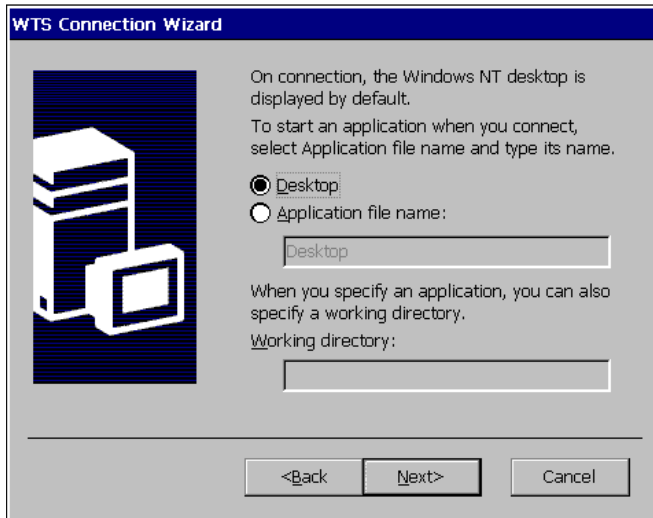 WTS Connection Wizard
On connection, the Windows NT desktop is
displayed by default.
To start an application when you connect,
select Application file name and type its name.
Desktop
Application file name:
Desktop
When you specify an application, you can also
specify a working directory.
Working directory:
<Back Next> Cancel